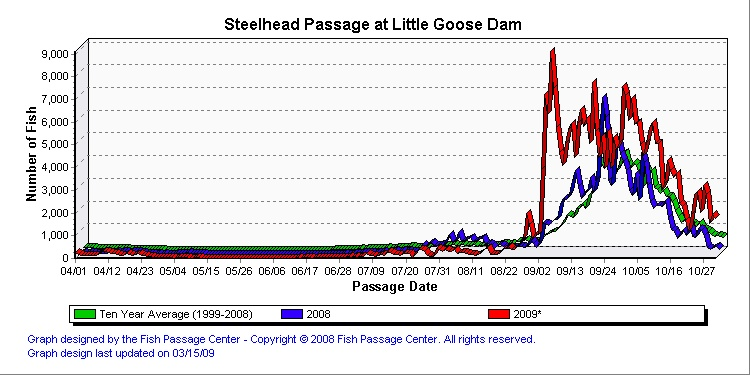 Steelhead Passage at Little Goose Dam
Number of Fish
9,000
8,000
7,000
6,000
5,000
4,000
3,000
2,000
1,000
0
04/01 04/12 04/23 05/04 05/15 05/26 06/06 06/17 06/28 07/09 07/20 07/31 08/11 08/22 09/02 09/13 09/24 10/05 10/16 10/27
Passage Date
Ten Year Average (1999-2008) 2008 2009*
Graph designed by the Fish Passage Center - Copyright © 2008 Fish Passage Center. All rights reserved.
Graph design last updated on 03/15/09